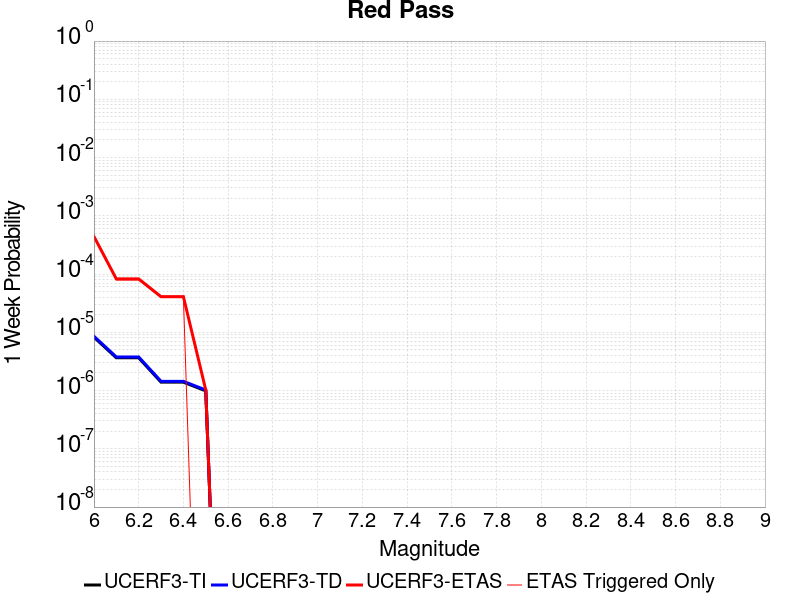 Red Pass
10^0
10^-1
10^-2
10^-3
10^-4
10^-5
10^-6
10^-7
10^-8
1 Week Probability
6 6.2 6.4 6.6 6.8 7 7.2 7.4 7.6 7.8 8 8.2 8.4 8.6 8.8 9
Magnitude
UCERF3-TI UCERF3-TD UCERF3-ETAS ETAS Triggered Only